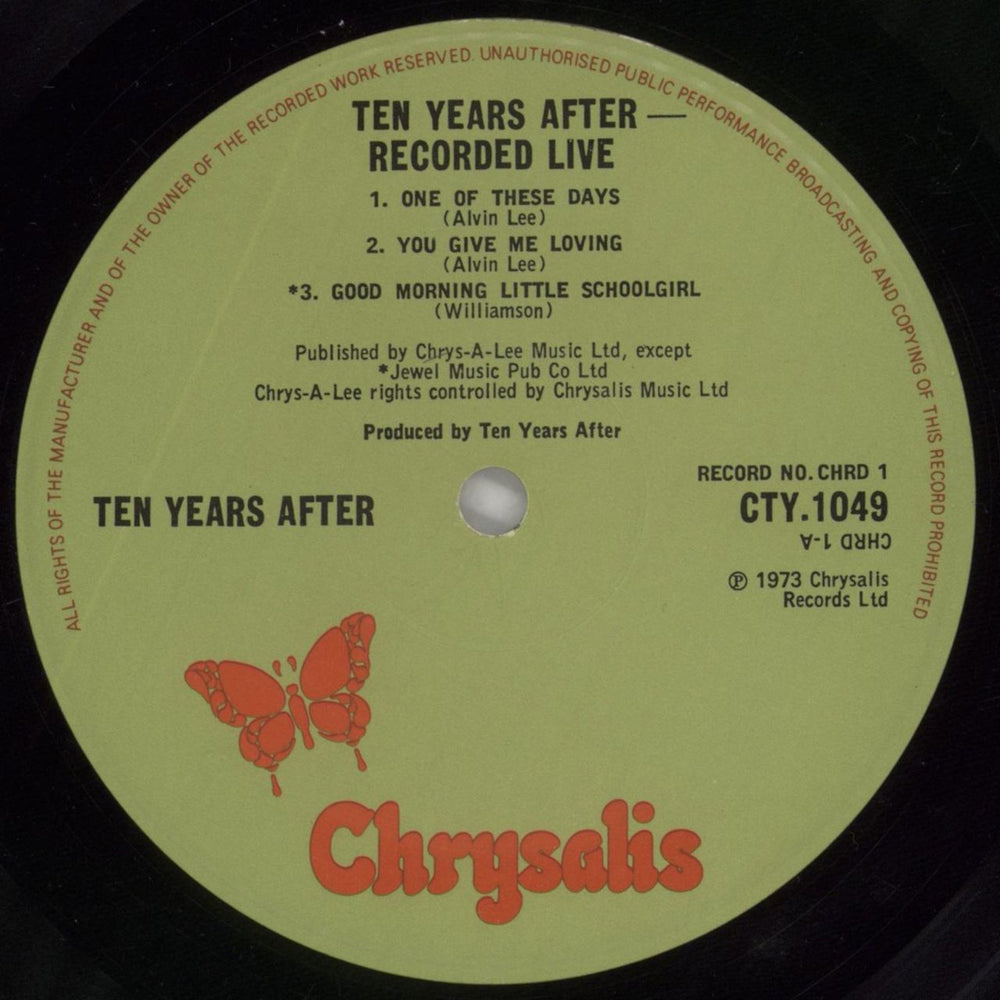 ALL RIGHTS OF THE MANUFACTURER AND OF THE OWNER OF THE RECORDED WORK RESERVED. UNAUTHORISED PUBLIC PERFORMANCE BROADCASTING AND COPYING OF THIS RECORD PROHIBITED
TEN YEARS AFTER —
RECORDED LIVE
1. ONE OF THESE DAYS
(Alvin Lee)
2. YOU GIVE ME LOVING
(Alvin Lee)
*3. GOOD MORNING LITTLE SCHOOLGIRL
(Williamson)
Published by Chrys-A-Lee Music Ltd, except
*Jewel Music Pub Co Ltd
Chrys-A-Lee rights controlled by Chrysalis Music Ltd
Produced by Ten Years After
TEN YEARS AFTER
RECORD NO. CHRD 1
CTY.1049
CHRD 1-A
℗ 1973 Chrysalis
Records Ltd
Chrysalis